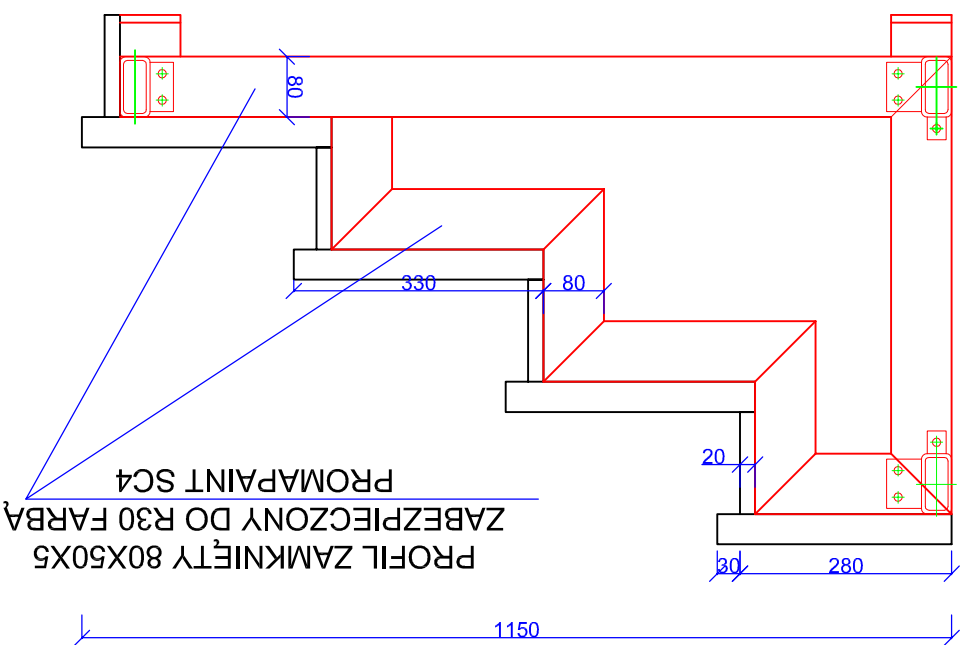 80
330
80
20
PROFIL ZAMKNIĘTY 80X50X5
ZABEZPIECZONY DO R30 FARBĄ
PROMAPAINT SC4
30
280
1150